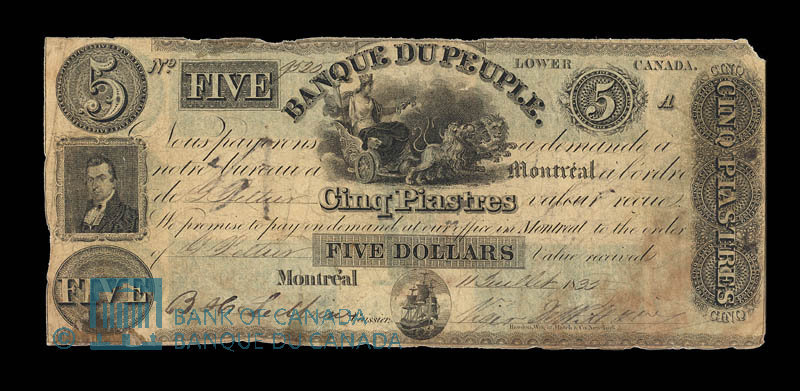 5
Nº
FIVE
BANQUE DU PEUPLE.
LOWER CANADA.
5
A
Nous payerons a demande à
notre bureau a Montréal à l'ordre
de
Cinq Piastres valeur recue
We promise to pay on demand at our office in Montreal to the order
of
FIVE DOLLARS Value received
Montréal
FIVE
Rawdon, Wright, Hatch & Co. New York
CINQ
CINQ PIASTRES
CINQ
© BANK OF CANADA
BANQUE DU CANADA